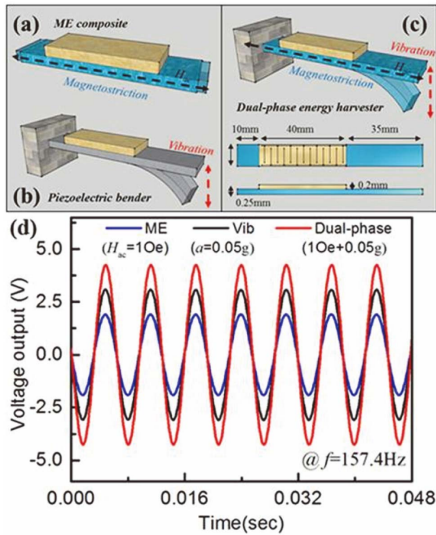 (a)
ME composite
Magnetostriction
(b)
Vibration
Piezoelectric bender
(c)
Vibration
Magnetostriction
Dual-phase energy harvester
10mm 40mm 35mm
0.2mm
0.25mm
(d)
ME Vib Dual-phase
(Hac=1Oe) (a=0.05g) (1Oe+0.05g)
Voltage output (V)
5.0
2.5
0.0
-2.5
-5.0
@ f=157.4Hz
0.000 0.016 0.032 0.048
Time(sec)